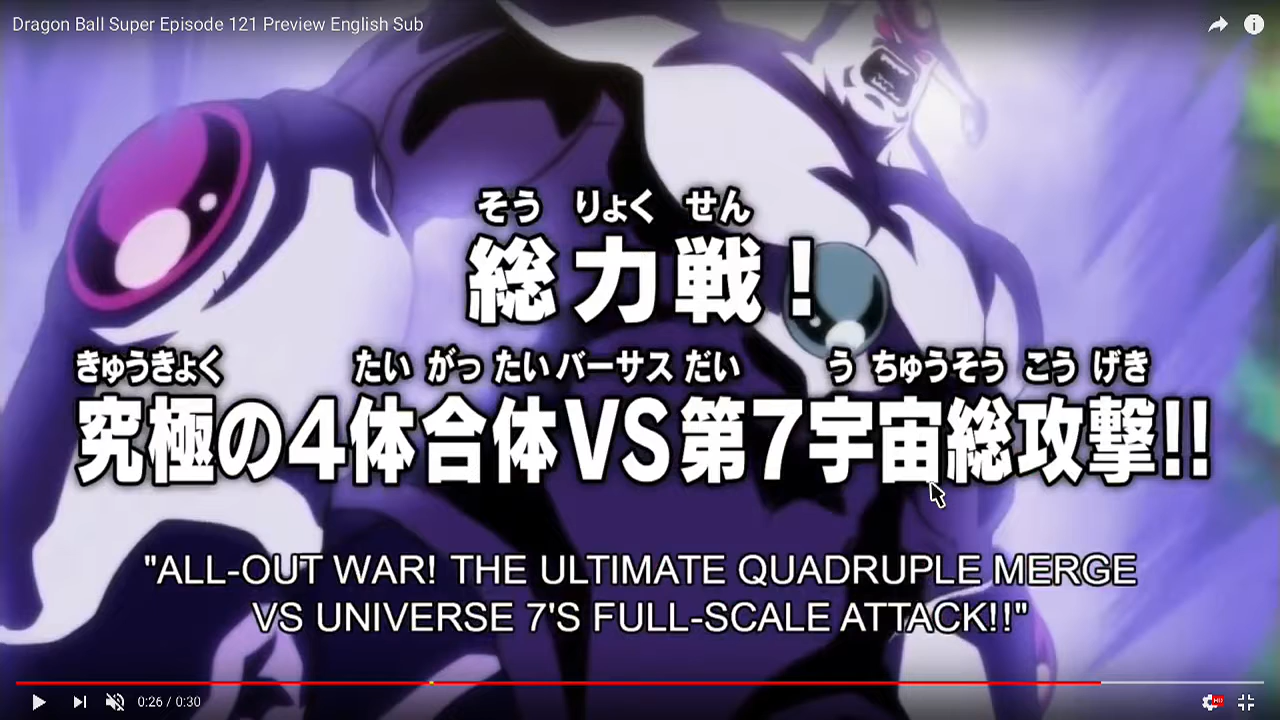 Dragon Ball Super Episode 121 Preview English Sub
そう りょく せん
総力戦!
きゅうきょく たい がっ たい バーサス だい う ちゅう そう こう げき
究極の4体合体VS第7宇宙総攻撃!!
"ALL-OUT WAR! THE ULTIMATE QUADRUPLE MERGE
VS UNIVERSE 7'S FULL-SCALE ATTACK!!"
0:26 / 0:30
HD